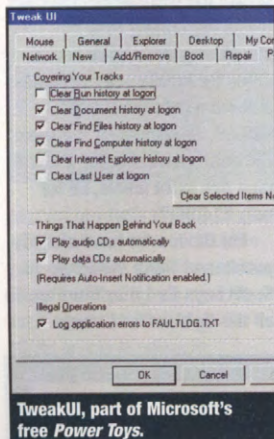 Tweak UI
Mouse General Explorer Desktop My
Network New Add/Remove Boot Repair
Covering Your Tracks
Clear Run history at logon
Clear Document history at logon
Clear Find Files history at logon
Clear Find Computer history at logon
Clear Internet Explorer history at logon
Clear Last User at logon
Clear Selected Items
Things That Happen Behind Your Back
Play audio CDs automatically
Play data CDs automatically
(Requires Auto-Insert Notification enabled.)
Illegal Operations
Log application errors to FAULTLOG.TXT
OK Cancel
TweakUI, part of Microsoft's
free Power Toys.